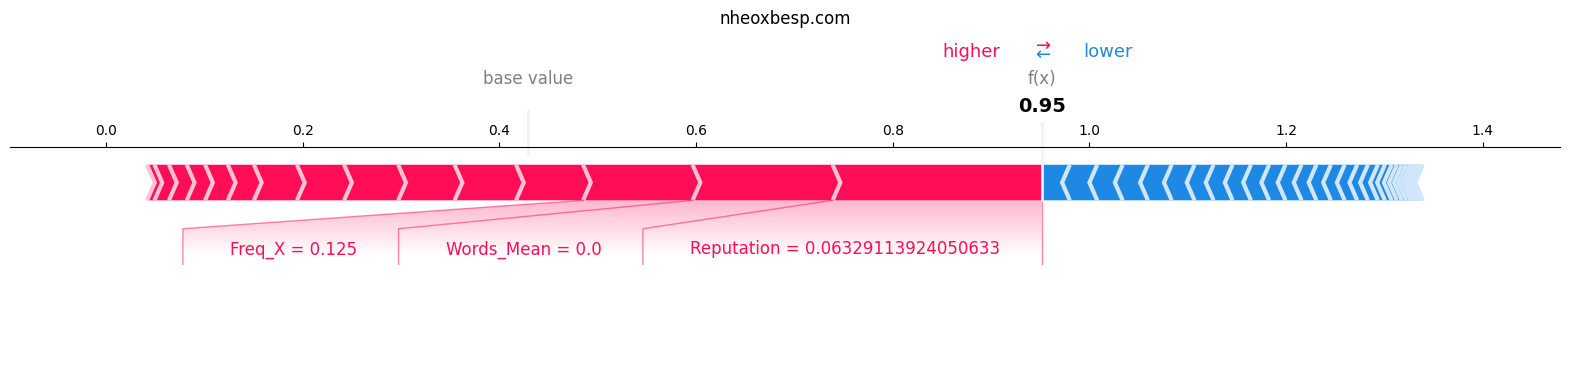 nheoxbesp.com
higher → ← lower
base value f(x)
0.95
0.0 0.2 0.4 0.6 0.8 1.0 1.2 1.4
Freq_X = 0.125 Words_Mean = 0.0 Reputation = 0.06329113924050633